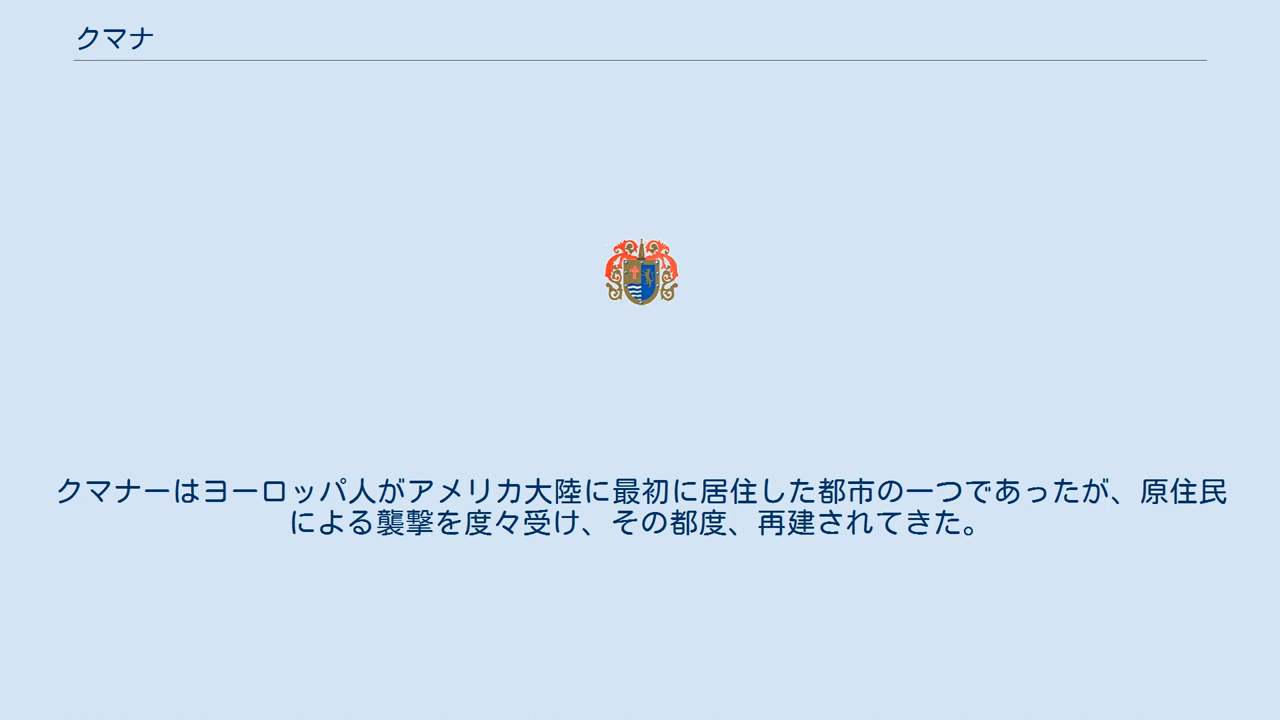 クマナ
クマナーはヨーロッパ人がアメリカ大陸に最初に居住した都市の一つであったが、原住民
による襲撃を度々受け、その都度、再建されてきた。